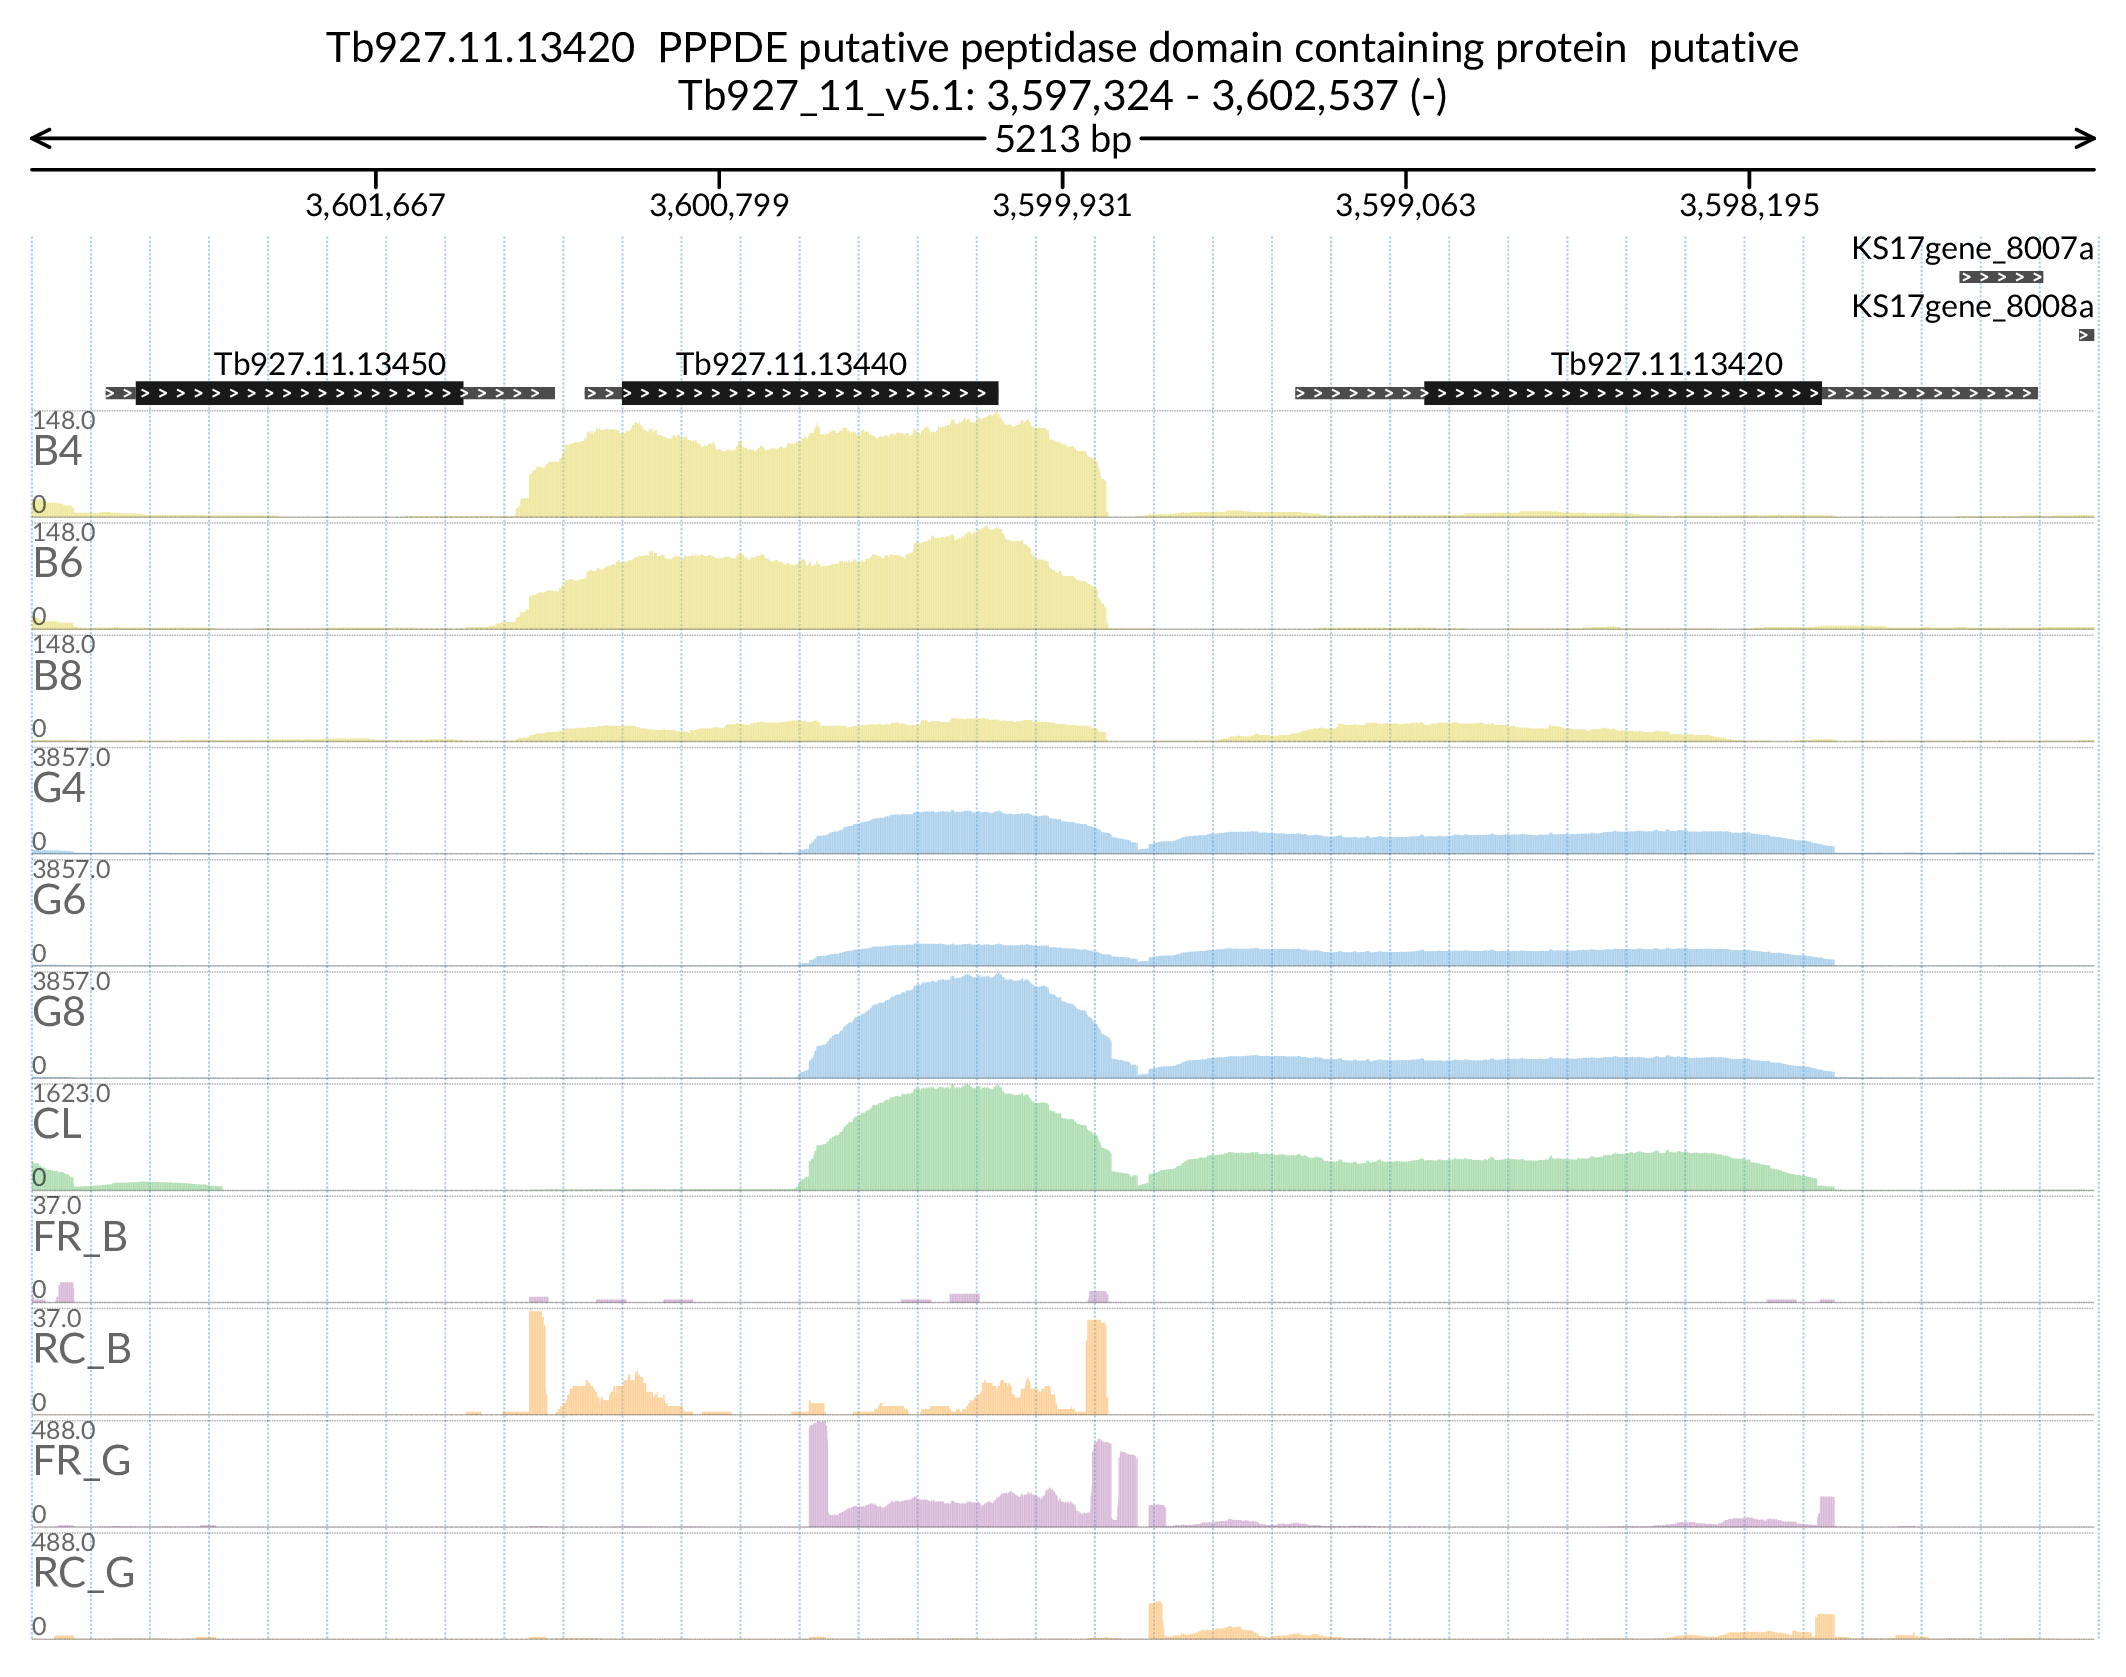 Tb927.11.13420  PPPDE putative peptidase domain containing protein  putative
Tb927_11_v5.1: 3,597,324 - 3,602,537 (-)
5213 bp
3,601,667 3,600,799 3,599,931 3,599,063 3,598,195
KS17gene_8007a
KS17gene_8008a
Tb927.11.13450 Tb927.11.13440 Tb927.11.13420
148.0
B4
0
148.0
B6
0
148.0
B8
0
3857.0
G4
0
3857.0
G6
0
3857.0
G8
0
1623.0
CL
0
37.0
FR_B
0
37.0
RC_B
0
488.0
FR_G
0
488.0
RC_G
0